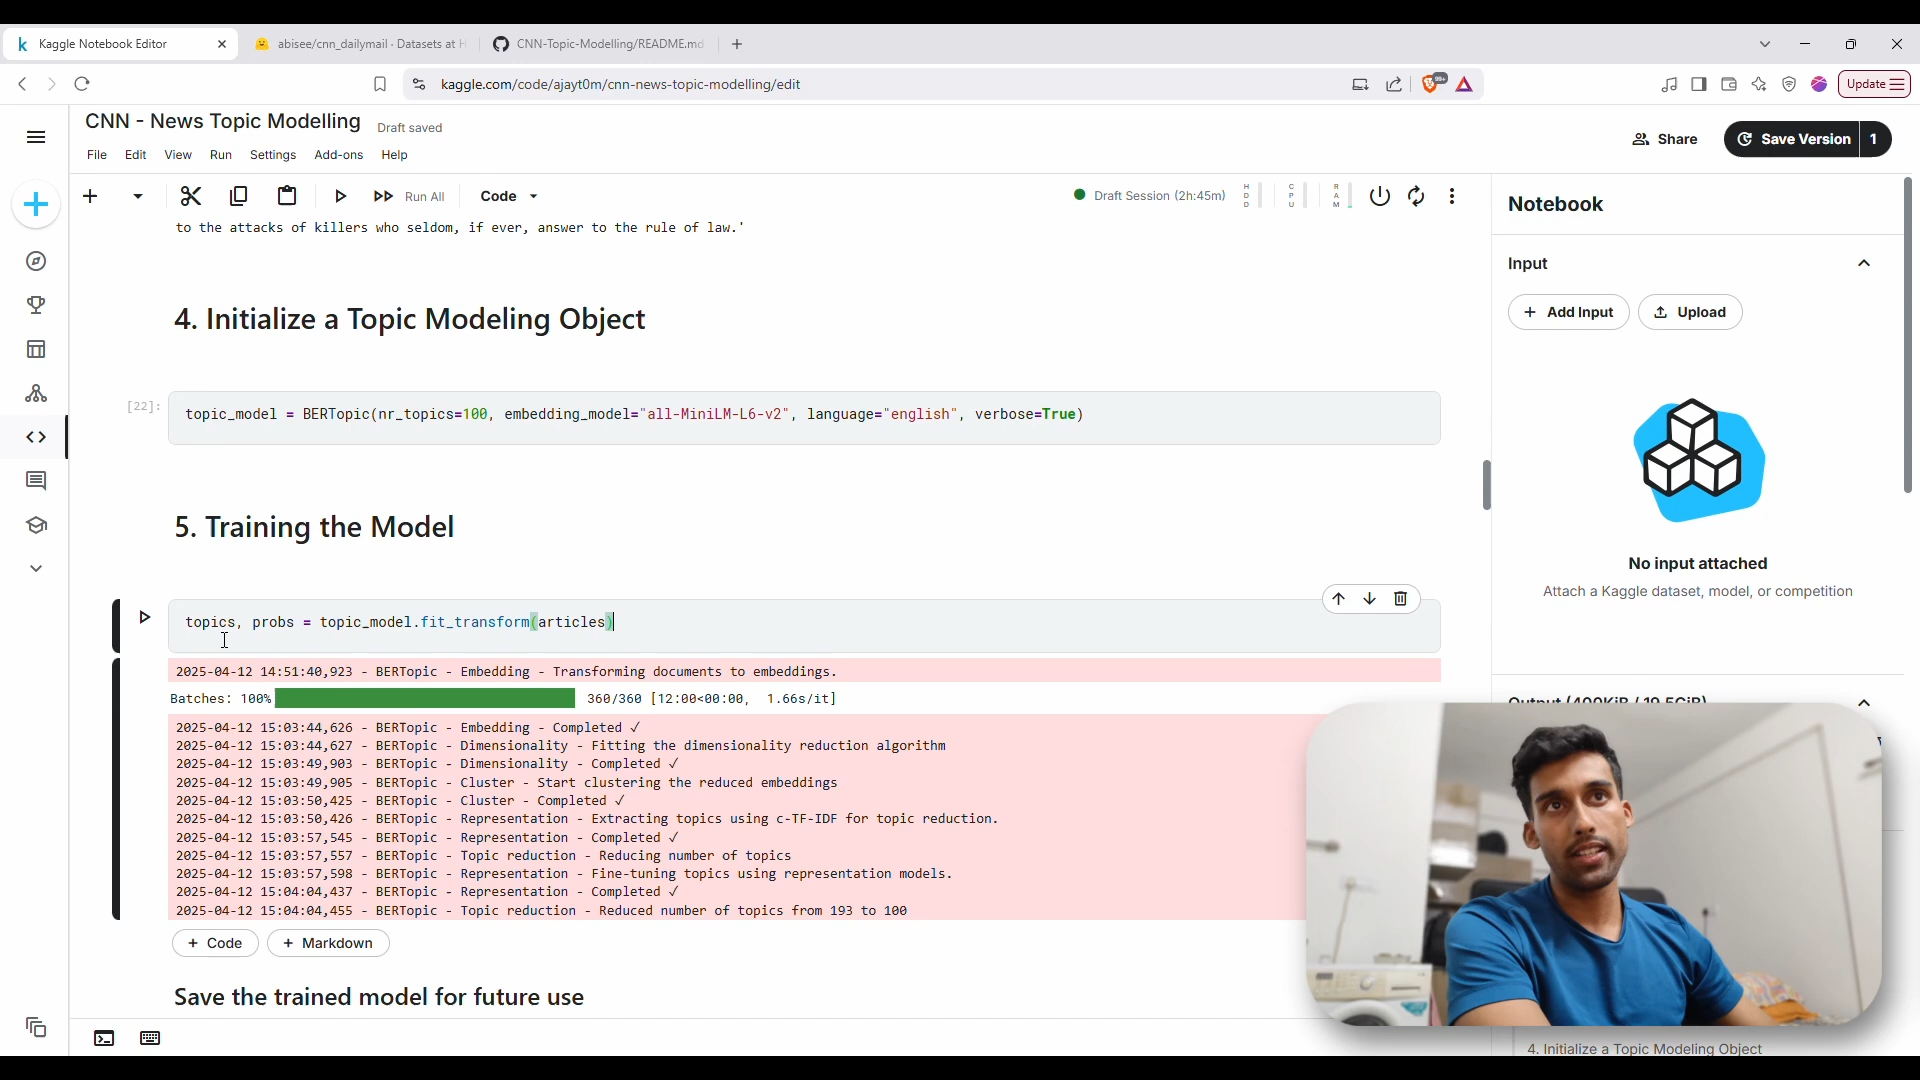 Kaggle Notebook Editor
abisee/cnn_dailymail · Datasets at H
CNN-Topic-Modelling/README.md
kaggle.com/code/ajayt0m/cnn-news-topic-modelling/edit
99+
Update
CNN - News Topic Modelling
Draft saved
File Edit View Run Settings Add-ons Help
Share
Save Version 1
Run All
Code
Draft Session (2h:45m)
HDD
CPU
RAM
Notebook
to the attacks of killers who seldom, if ever, answer to the rule of law.'
Input
Add Input
Upload
4. Initialize a Topic Modeling Object
[22]:
topic_model = BERTopic(nr_topics=100, embedding_model="all-MiniLM-L6-v2", language="english", verbose=True)
5. Training the Model
No input attached
Attach a Kaggle dataset, model, or competition
topics, probs = topic_model.fit_transform(articles)
2025-04-12 14:51:40,923 - BERTopic - Embedding - Transforming documents to embeddings.
Batches: 100% 360/360 [12:00<00:00, 1.66s/it]
2025-04-12 15:03:44,626 - BERTopic - Embedding - Completed ✓
2025-04-12 15:03:44,627 - BERTopic - Dimensionality - Fitting the dimensionality reduction algorithm
2025-04-12 15:03:49,903 - BERTopic - Dimensionality - Completed ✓
2025-04-12 15:03:49,905 - BERTopic - Cluster - Start clustering the reduced embeddings
2025-04-12 15:03:50,425 - BERTopic - Cluster - Completed ✓
2025-04-12 15:03:50,426 - BERTopic - Representation - Extracting topics using c-TF-IDF for topic reduction.
2025-04-12 15:03:57,545 - BERTopic - Representation - Completed ✓
2025-04-12 15:03:57,557 - BERTopic - Topic reduction - Reducing number of topics
2025-04-12 15:03:57,598 - BERTopic - Representation - Fine-tuning topics using representation models.
2025-04-12 15:04:04,437 - BERTopic - Representation - Completed ✓
2025-04-12 15:04:04,455 - BERTopic - Topic reduction - Reduced number of topics from 193 to 100
Output (400KiB / 19.5GiB)
+ Code
+ Markdown
Save the trained model for future use
4. Initialize a Topic Modeling Object